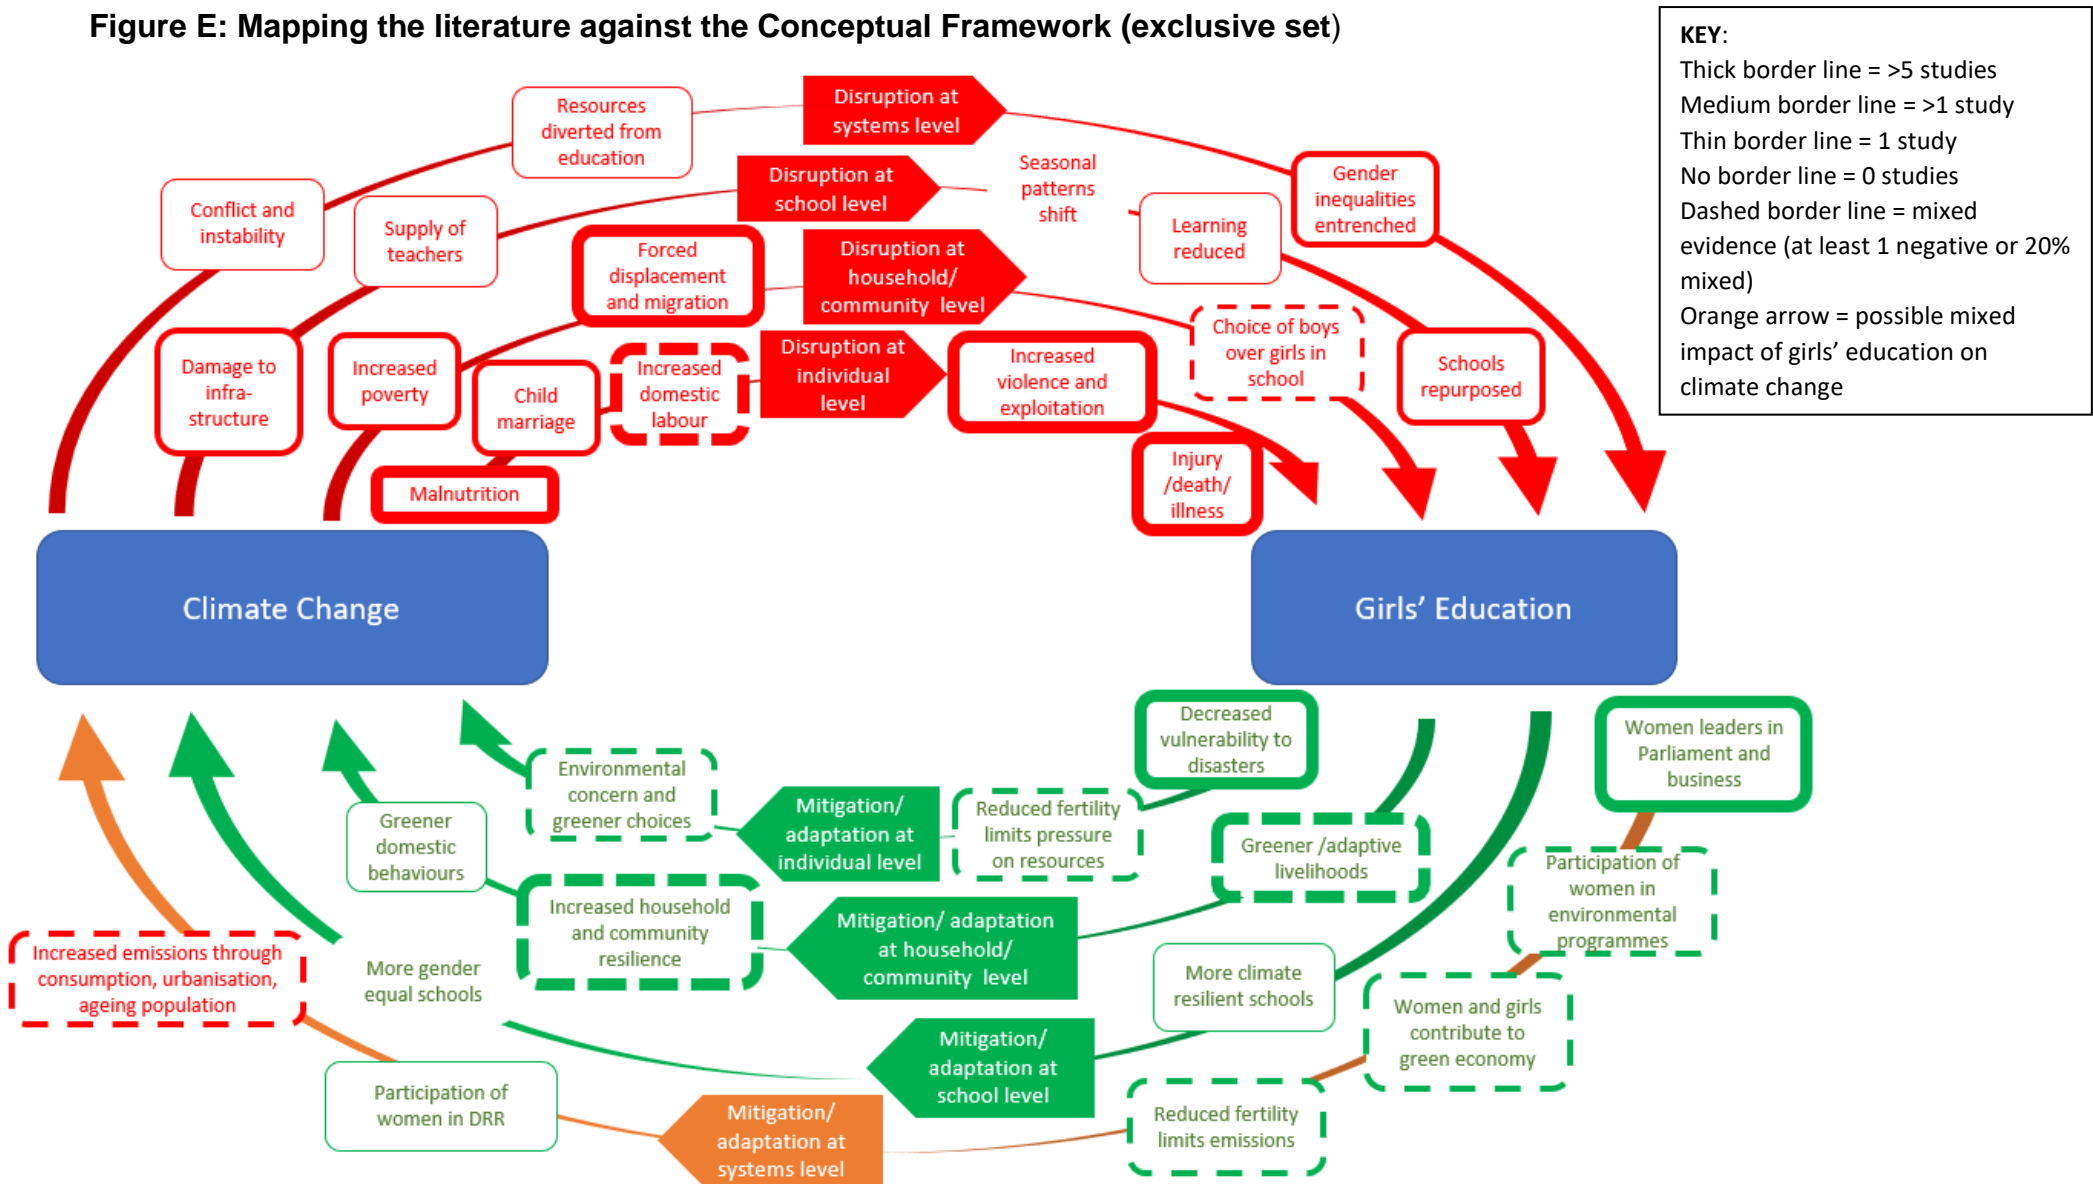 Figure E: Mapping the literature against the Conceptual Framework (exclusive set)
KEY:
Thick border line = >5 studies
Medium border line = >1 study
Thin border line = 1 study
No border line = 0 studies
Dashed border line = mixed
evidence (at least 1 negative or 20%
mixed)
Orange arrow = possible mixed
impact of girls’ education on
climate change
Resources
diverted from
education
Disruption at
systems level
Conflict and
instability
Supply of
teachers
Disruption at
school level
Seasonal
patterns
shift
Gender
inequalities
entrenched
Learning
reduced
Forced
displacement
and migration
Disruption at
household/
community level
Damage to
infra-
structure
Increased
poverty
Child
marriage
Increased
domestic
labour
Disruption at
individual
level
Increased
violence and
exploitation
Choice of boys
over girls in
school
Schools
repurposed
Malnutrition
Injury
/death/
illness
Climate Change
Girls’ Education
Decreased
vulnerability to
disasters
Women leaders in
Parliament and
business
Environmental
concern and
greener choices
Mitigation/
adaptation at
individual level
Reduced fertility
limits pressure
on resources
Greener
domestic
behaviours
Greener /adaptive
livelihoods
Participation of
women in
environmental
programmes
Increased household
and community
resilience
Mitigation/ adaptation
at household/
community level
Increased emissions through
consumption, urbanisation,
ageing population
More gender
equal schools
More climate
resilient schools
Women and girls
contribute to
green economy
Mitigation/
adaptation at
school level
Participation of
women in DRR
Mitigation/
adaptation at
systems level
Reduced fertility
limits emissions